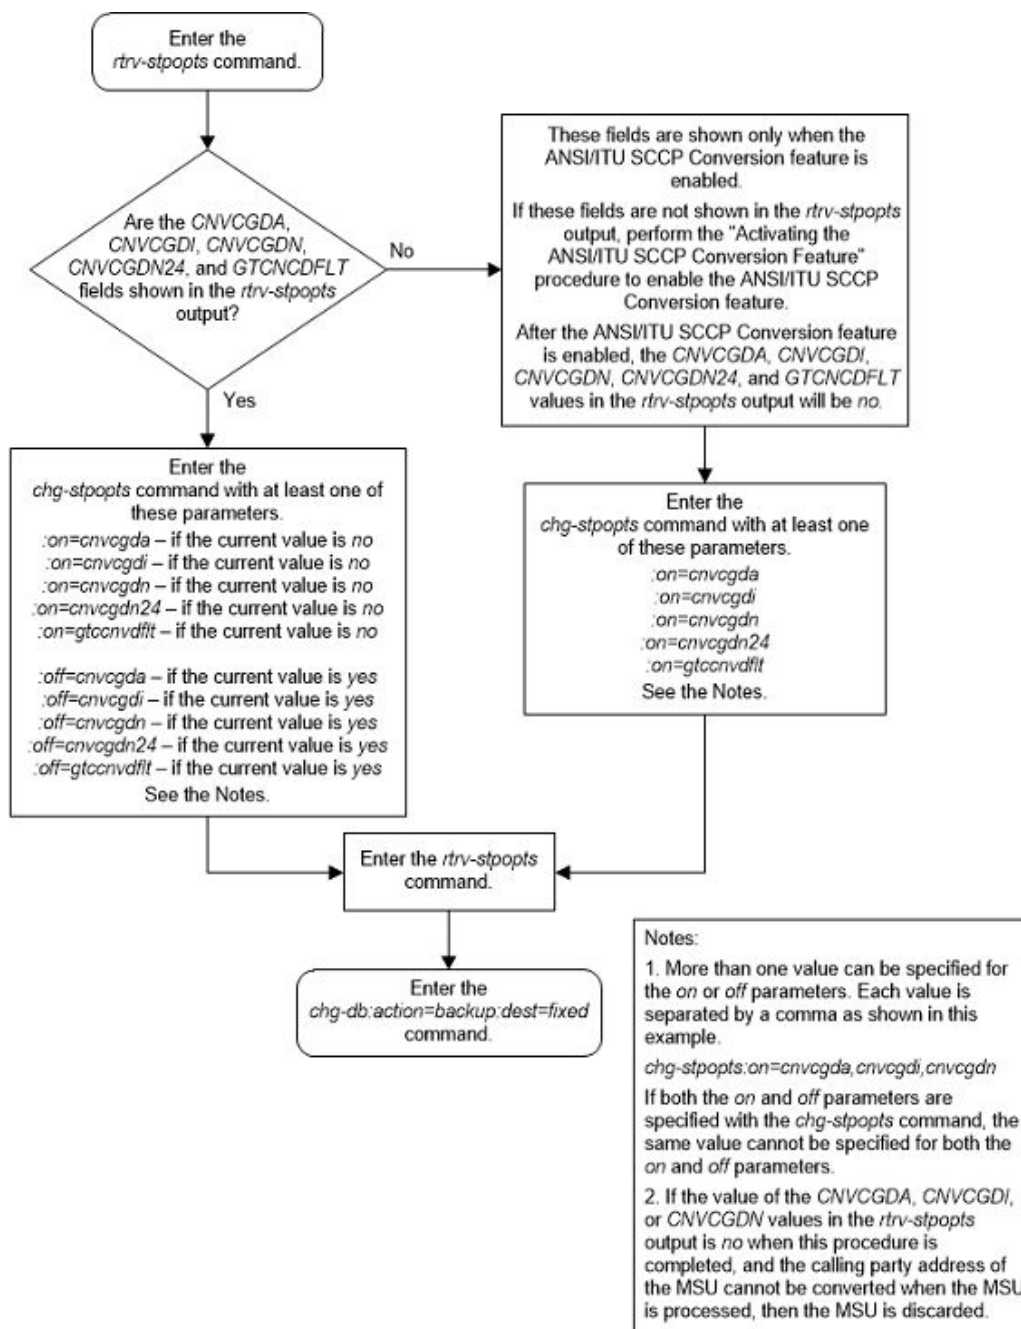 Enter the
rtrv-stpopts command.
Are the CNVCGDA,
CNVCGDI, CNVCGDN,
CNVCGDN24, and GTCNCDFLT
fields shown in the rtrv-stpopts
output?
No
Yes
These fields are shown only when the
ANSI/ITU SCCP Conversion feature is
enabled.
If these fields are not shown in the rtrv-stpopts
output, perform the "Activating the
ANSI/ITU SCCP Conversion Feature"
procedure to enable the ANSI/ITU SCCP
Conversion feature.
After the ANSI/ITU SCCP Conversion feature
is enabled, the CNVCGDA, CNVCGDI,
CNVCGDN, CNVCGDN24, and GTCNCDFLT
values in the rtrv-stpopts output will be no.
Enter the
chg-stpopts command with at least one of
these parameters.
:on=cnvcgda – if the current value is no
:on=cnvcgdi – if the current value is no
:on=cnvcgdn – if the current value is no
:on=cnvcgdn24 – if the current value is no
:on=gtccnvdflt – if the current value is no
:off=cnvcgda – if the current value is yes
:off=cnvcgdi – if the current value is yes
:off=cnvcgdn – if the current value is yes
:off=cnvcgdn24 – if the current value is yes
:off=gtccnvdflt – if the current value is yes
See the Notes.
Enter the
chg-stpopts command with at least one
of these parameters.
:on=cnvcgda
:on=cnvcgdi
:on=cnvcgdn
:on=cnvcgdn24
:on=gtccnvdflt
See the Notes.
Enter the rtrv-stpopts
command.
Enter the
chg-db:action=backup:dest=fixed
command.
Notes:
1. More than one value can be specified for
the on or off parameters. Each value is
separated by a comma as shown in this
example.
chg-stpopts:on=cnvcgda,cnvcgdi,cnvcgdn
If both the on and off parameters are
specified with the chg-stpopts command, the
same value cannot be specified for both the
on and off parameters.
2. If the value of the CNVCGDA, CNVCGDI,
or CNVCGDN values in the rtrv-stpopts
output is no when this procedure is
completed, and the calling party address of
the MSU cannot be converted when the MSU
is processed, then the MSU is discarded.